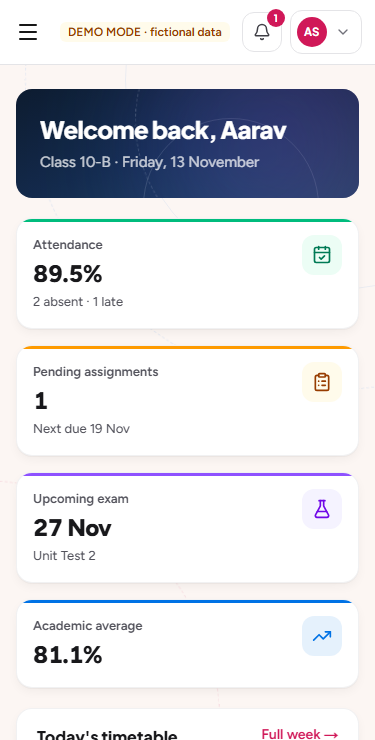 DEMO MODE · fictional data
1
AS
Welcome back, Aarav
Class 10-B · Friday, 13 November
Attendance
89.5%
2 absent · 1 late
Pending assignments
1
Next due 19 Nov
Upcoming exam
27 Nov
Unit Test 2
Academic average
81.1%
Today's timetable
Full week →